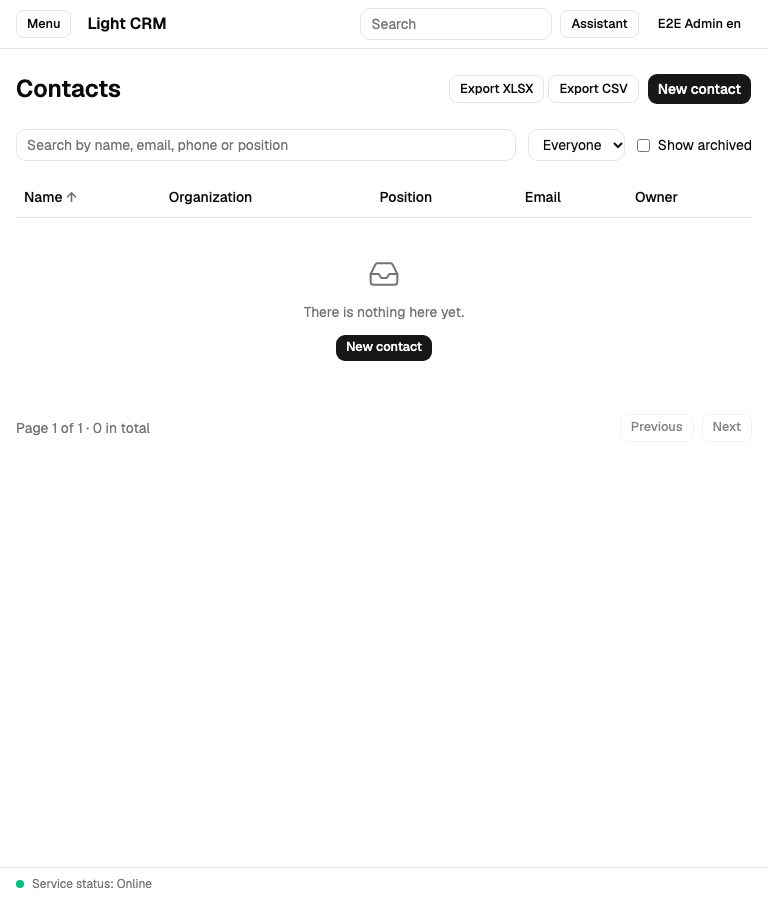 Menu
Light CRM
Search
Assistant
E2E Admin en
Contacts
Export XLSX
Export CSV
New contact
Search by name, email, phone or position
Everyone
Show archived
Name ↑
Organization
Position
Email
Owner
There is nothing here yet.
New contact
Page 1 of 1 · 0 in total
Previous
Next
Service status: Online